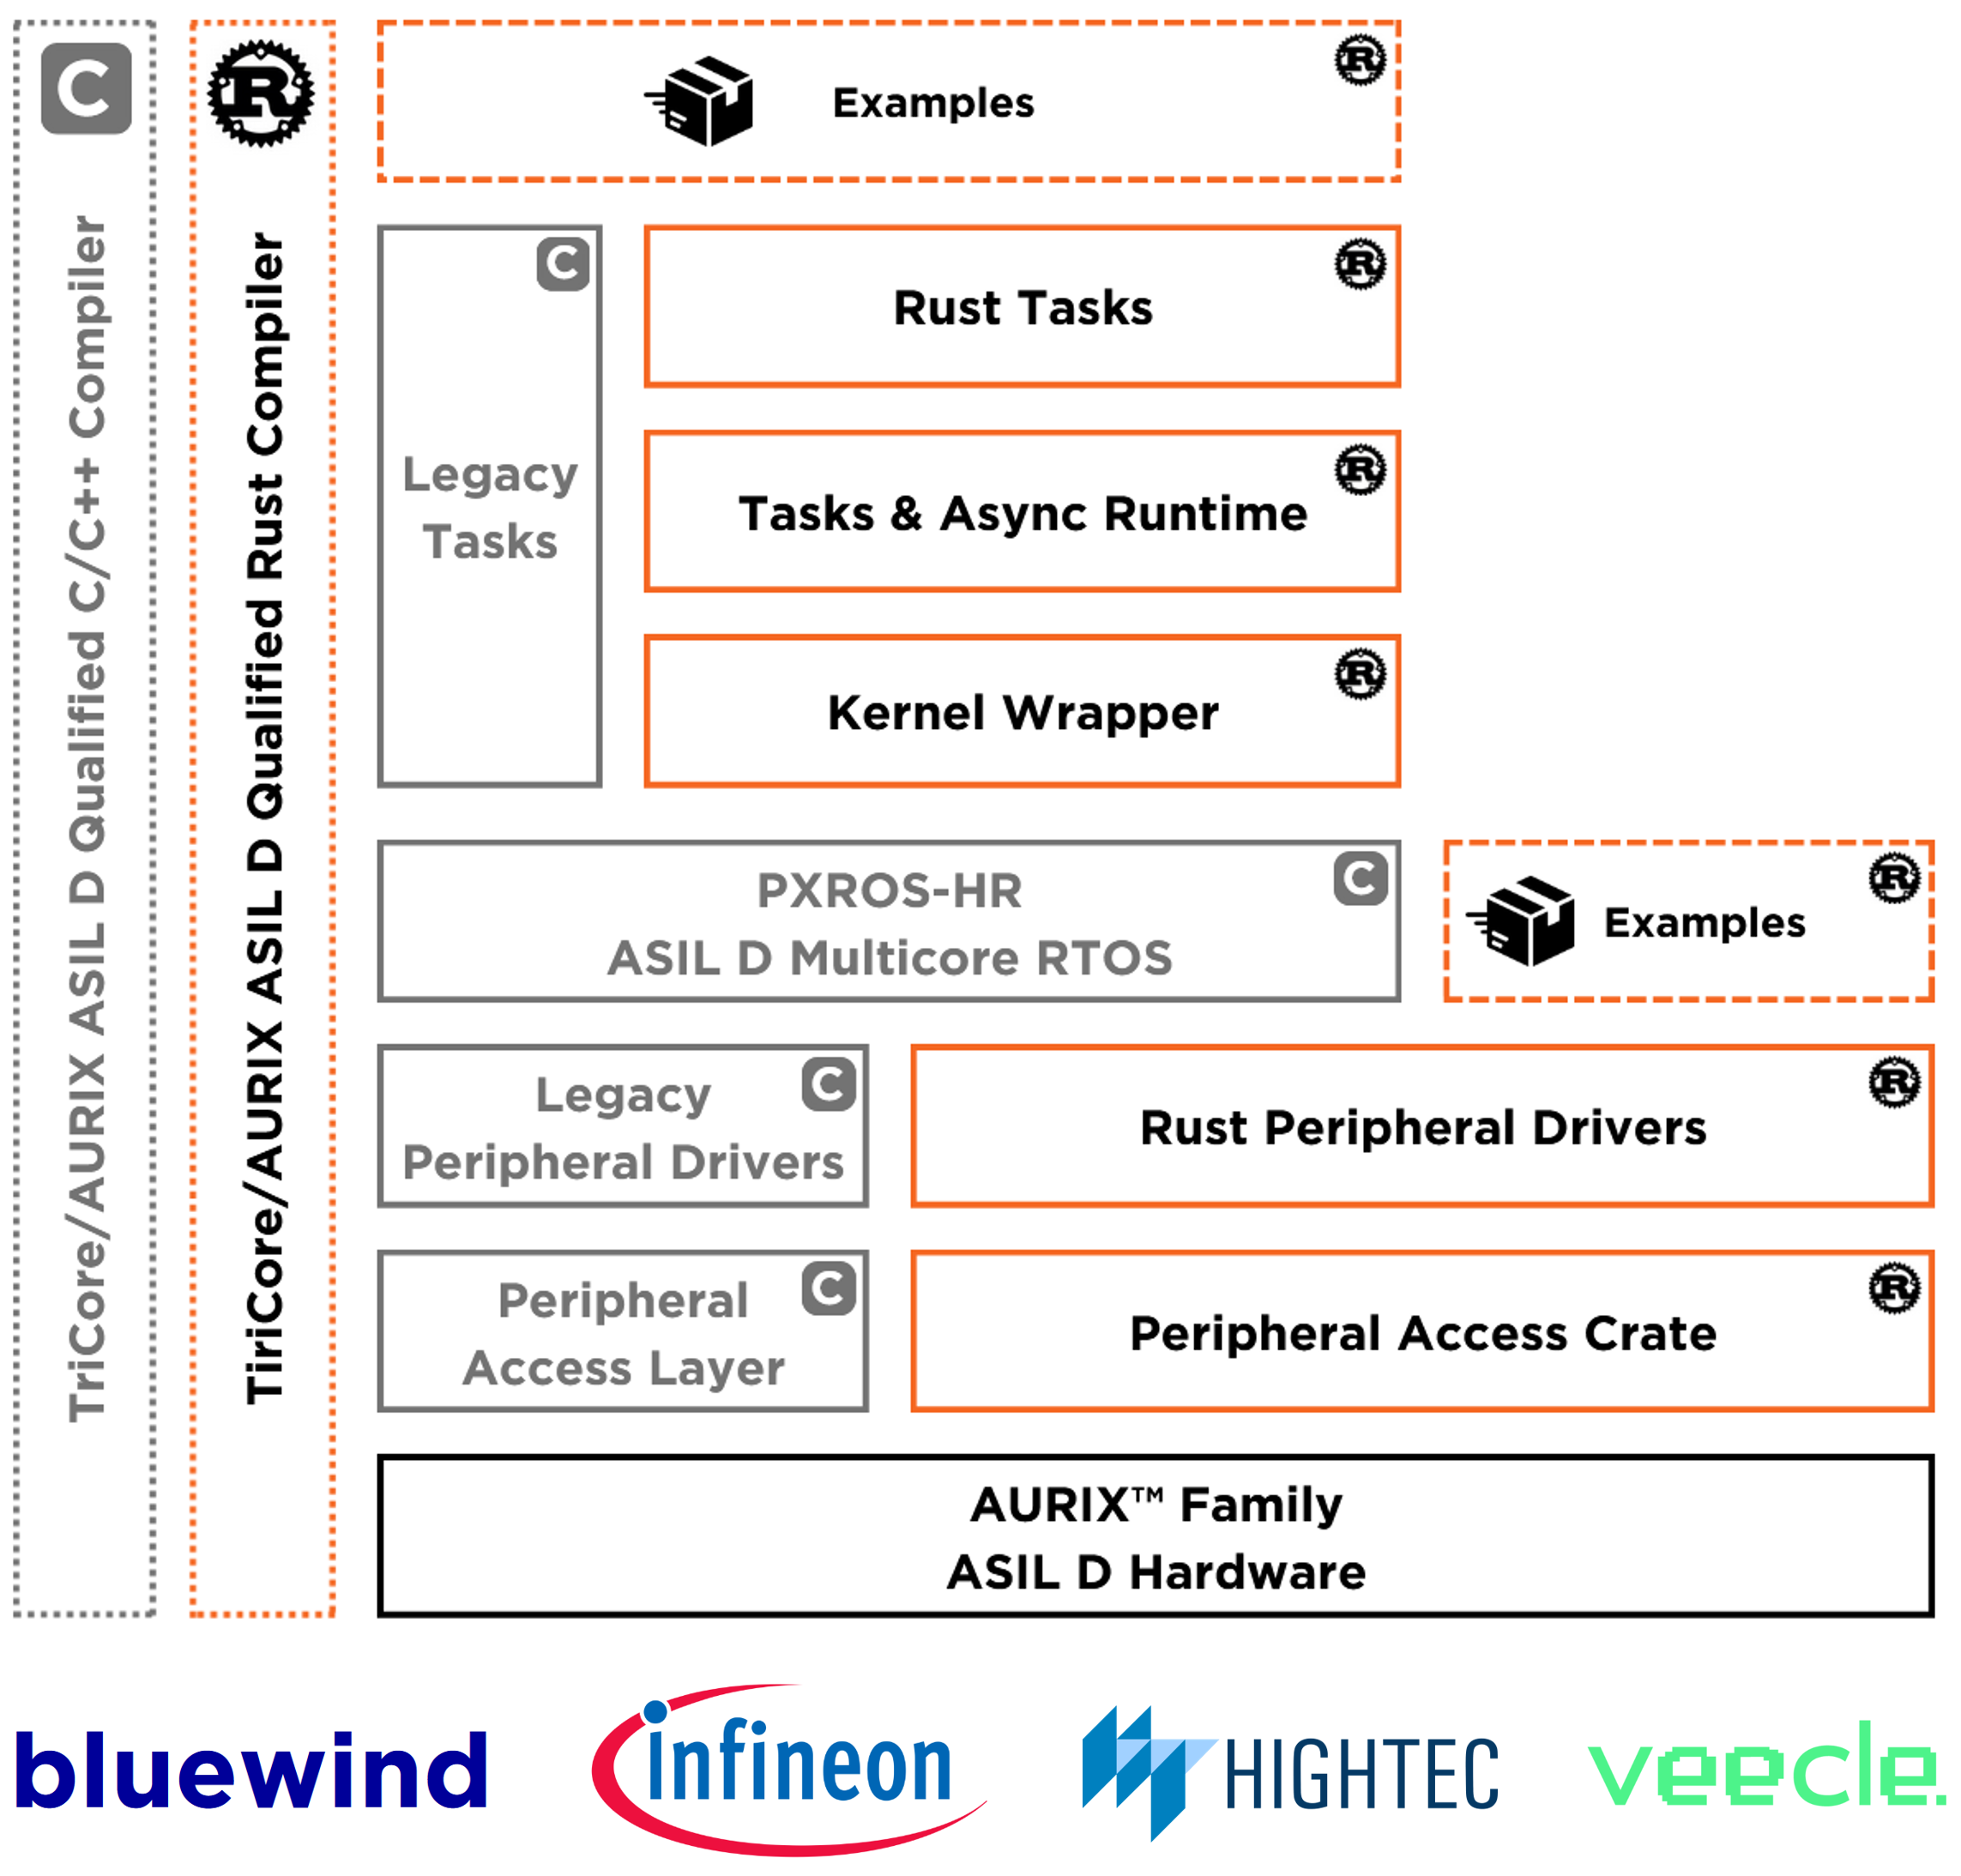 C
TriCore/AURIX ASIL D Qualified C/C++ Compiler
R
TiriCore/AURIX ASIL D Qualified Rust Compiler
Examples
R
C
Legacy
Tasks
Rust Tasks
R
Tasks & Async Runtime
R
Kernel Wrapper
R
PXROS-HR
ASIL D Multicore RTOS
C
Examples
R
Legacy
Peripheral Drivers
C
Rust Peripheral Drivers
R
Peripheral
Access Layer
C
Peripheral Access Crate
R
AURIX™ Family
ASIL D Hardware
bluewind
infineon
HIGHTEC
veecle.